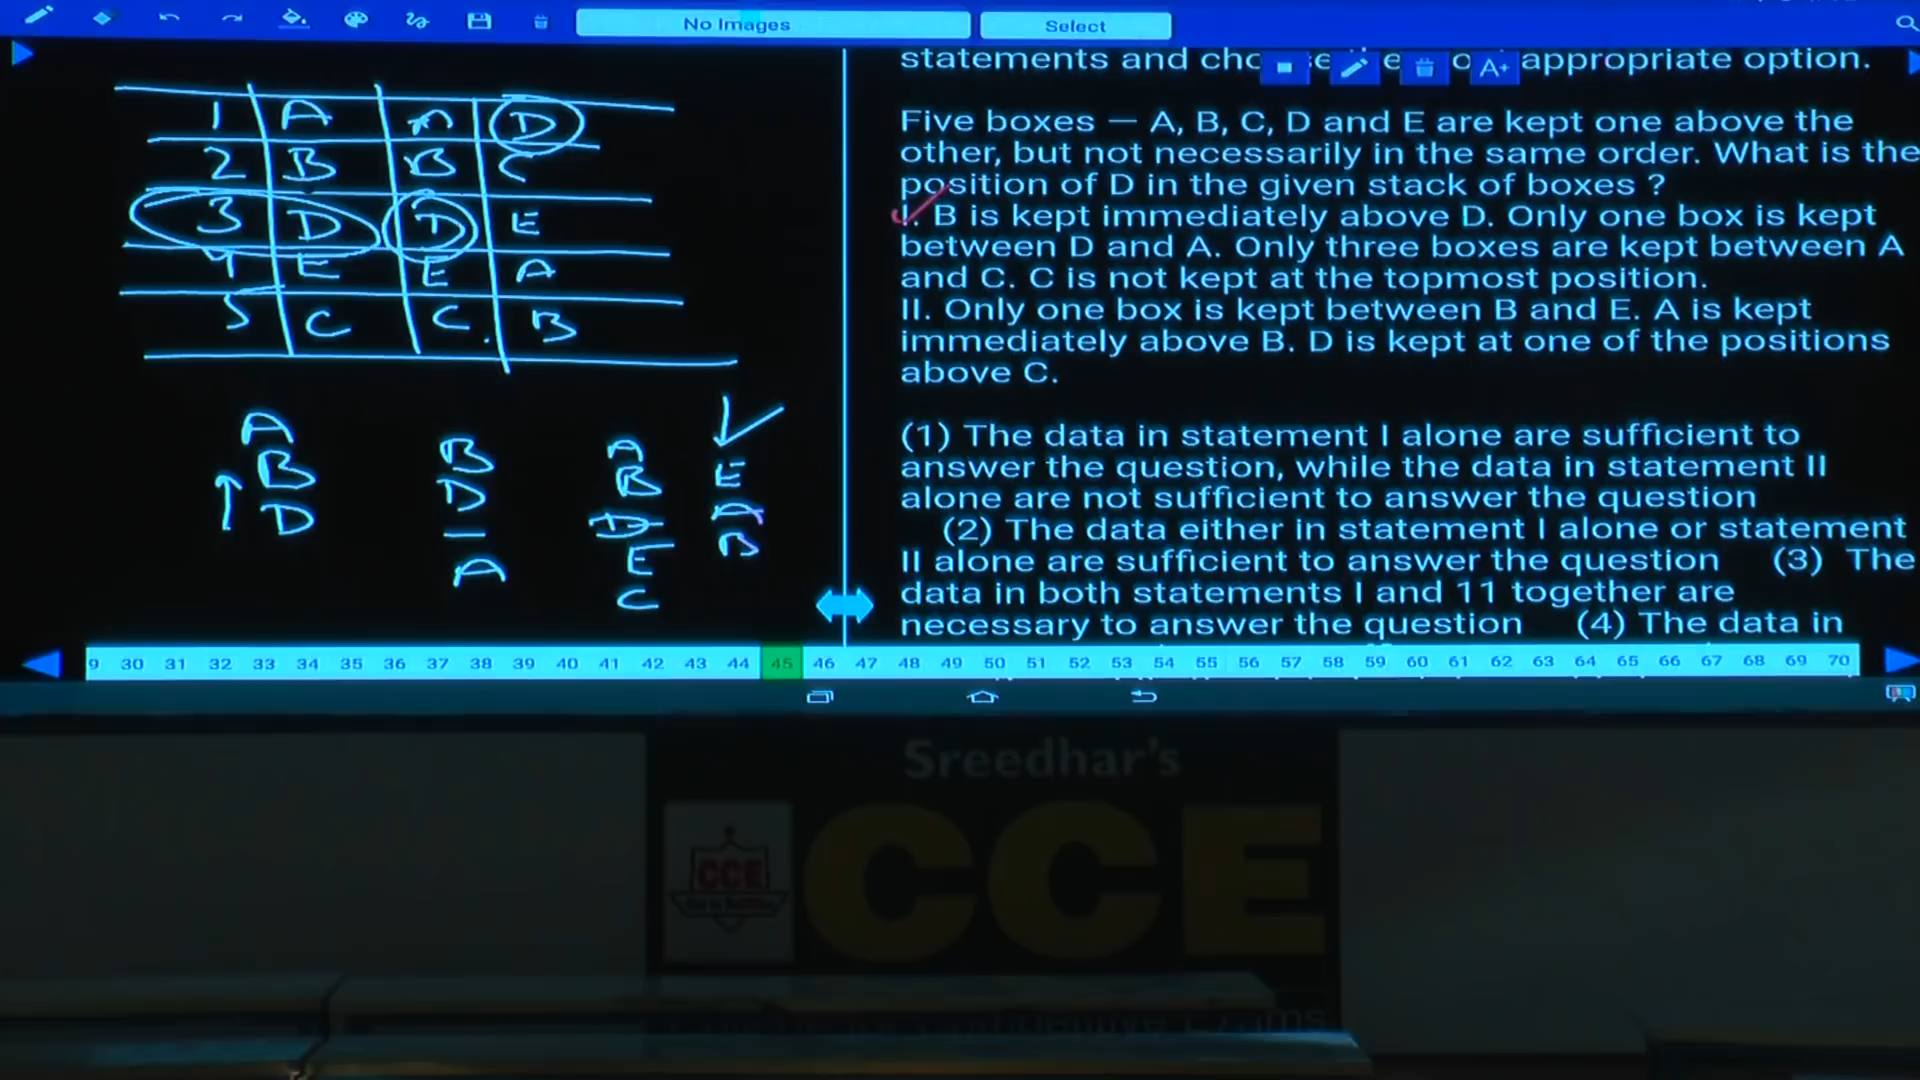 No Images
Select
statements and cho e o appropriate option.
A+
Five boxes — A, B, C, D and E are kept one above the
other, but not necessarily in the same order. What is the
position of D in the given stack of boxes ?
I. B is kept immediately above D. Only one box is kept
between D and A. Only three boxes are kept between A
and C. C is not kept at the topmost position.
II. Only one box is kept between B and E. A is kept
immediately above B. D is kept at one of the positions
above C.
(1) The data in statement I alone are sufficient to
answer the question, while the data in statement II
alone are not sufficient to answer the question
(2) The data either in statement I alone or statement
II alone are sufficient to answer the question (3) The
data in both statements I and 11 together are
necessary to answer the question (4) The data in
1 A A D
2 B B C
3 D D E
4 E E A
5 C C. B
A
B
D
B
D
—
A
A
B
D
E
C
E
A
B
9 30 31 32 33 34 35 36 37 38 39 40 41 42 43 44 45 46 47 48 49 50 51 52 53 54 55 56 57 58 59 60 61 62 63 64 65 66 67 68 69 70
Sreedhar's
CCE
CCE